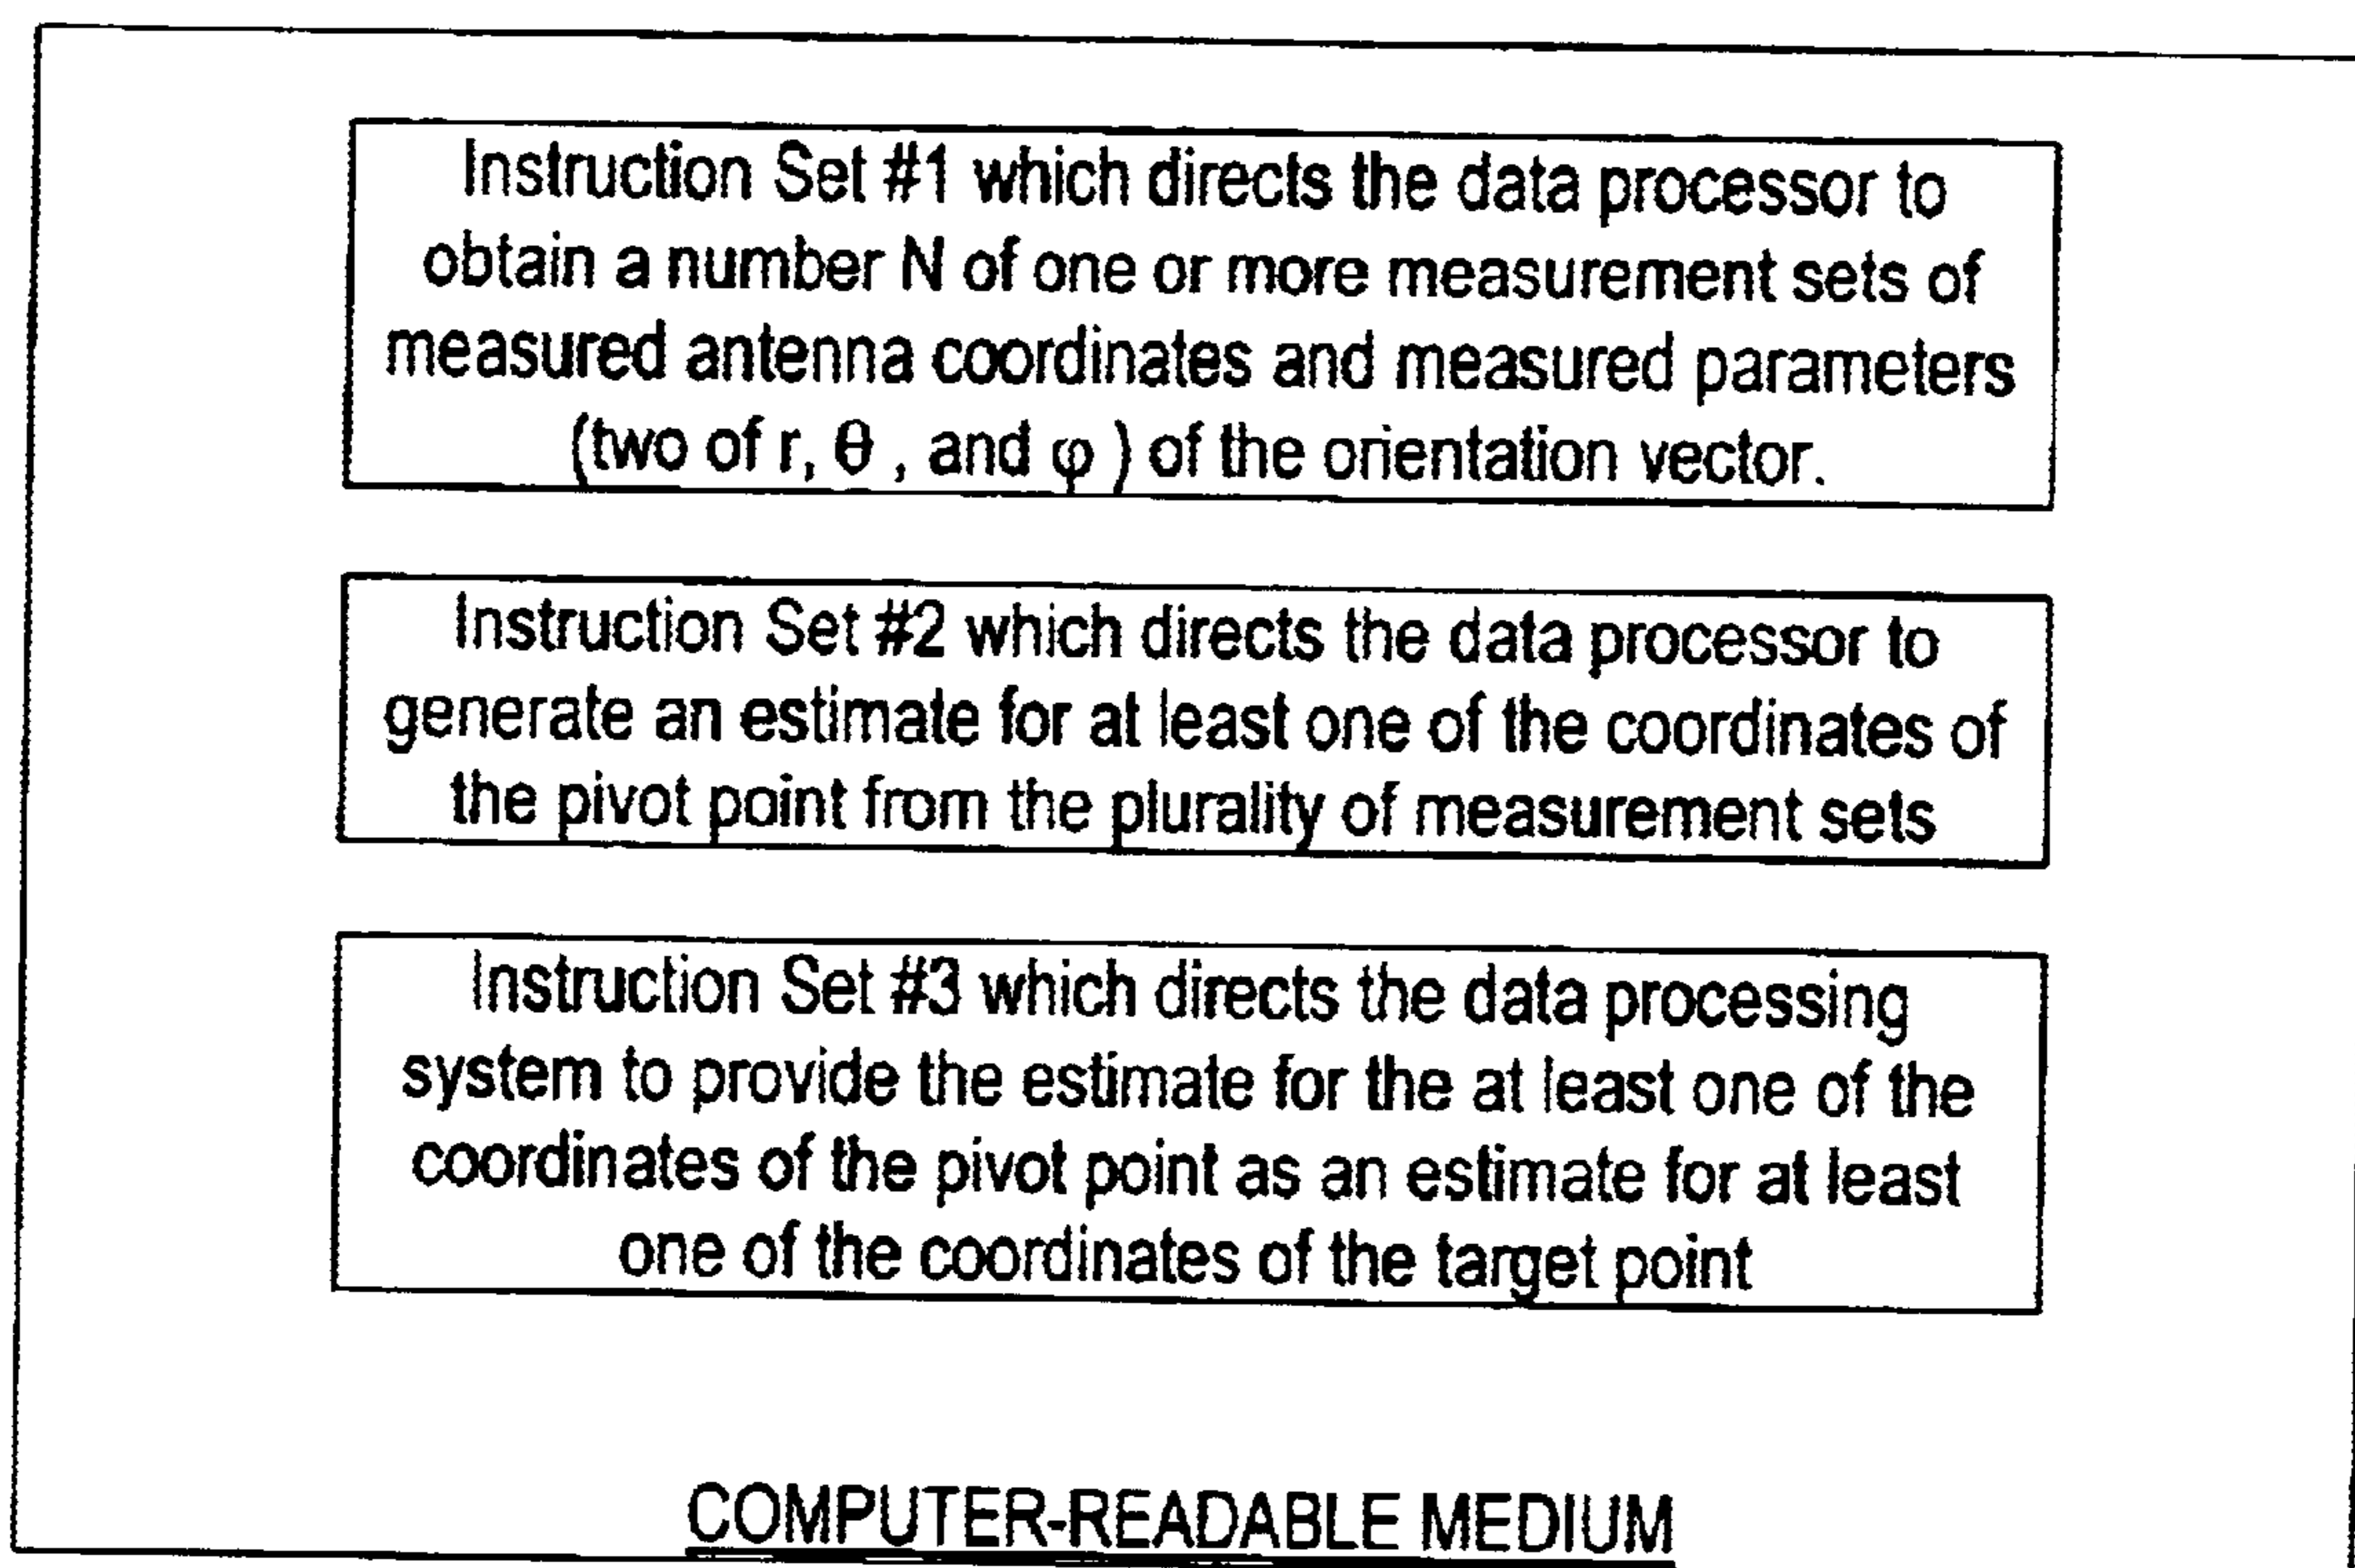 Instruction Set #1 which directs the data processor to
obtain a number N of one or more measurement sets of
measured antenna coordinates and measured parameters
(two of r, θ , and φ ) of the orientation vector.
Instruction Set #2 which directs the data processor to
generate an estimate for at least one of the coordinates of
the pivot point from the plurality of measurement sets
Instruction Set #3 which directs the data processing
system to provide the estimate for the at least one of the
coordinates of the pivot point as an estimate for at least
one of the coordinates of the target point
COMPUTER-READABLE MEDIUM